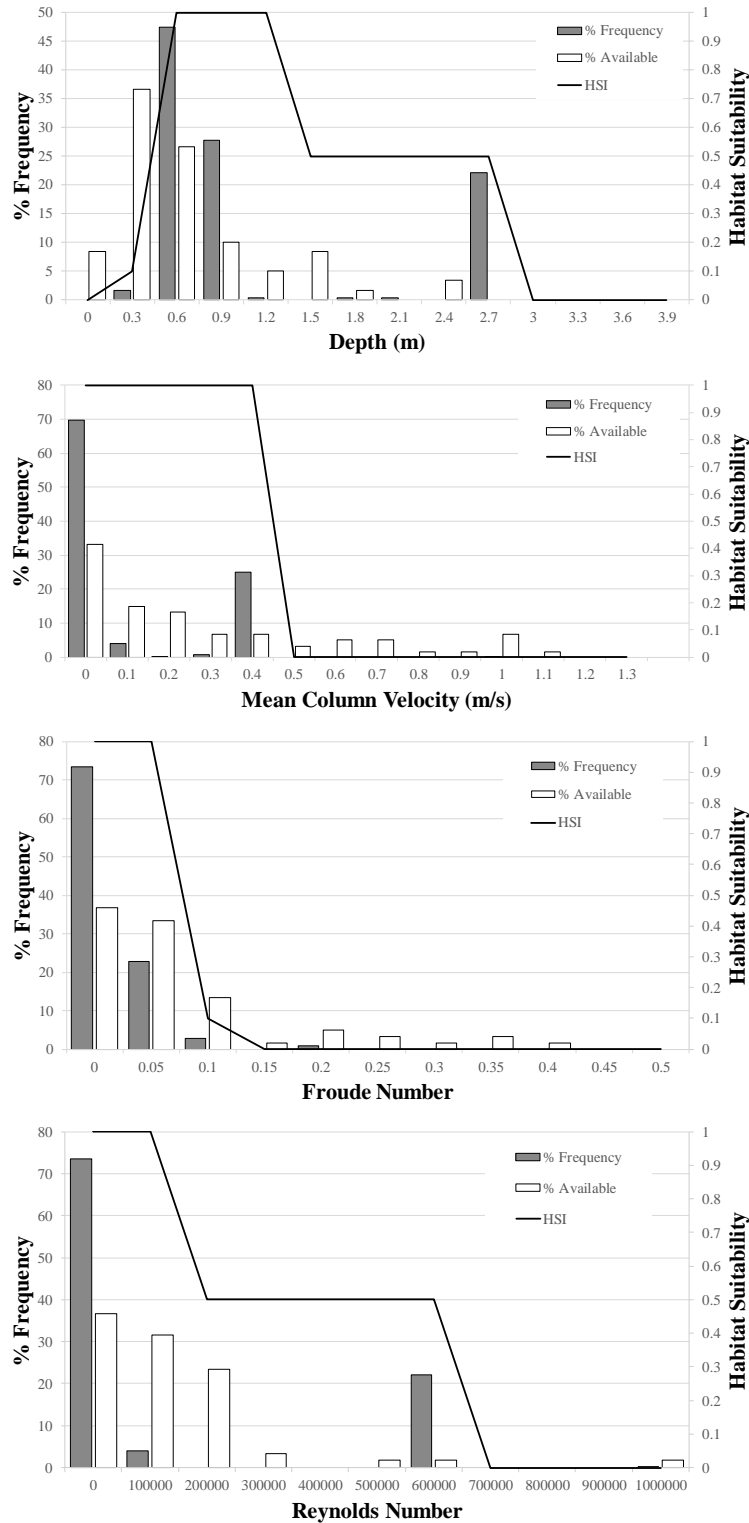 50
45
40
35
30
25
20
15
10
5
0
% Frequency
1
0.9
0.8
0.7
0.6
0.5
0.4
0.3
0.2
0.1
0
Habitat Suitability
% Frequency
% Available
HSI
0 0.3 0.6 0.9 1.2 1.5 1.8 2.1 2.4 2.7 3 3.3 3.6 3.9
Depth (m)
80
70
60
50
40
30
20
10
0
% Frequency
1
0.9
0.8
0.7
0.6
0.5
0.4
0.3
0.2
0.1
0
Habitat Suitability
% Frequency
% Available
HSI
0 0.1 0.2 0.3 0.4 0.5 0.6 0.7 0.8 0.9 1 1.1 1.3
Mean Column Velocity (m/s)
80
70
60
50
40
30
20
10
0
% Frequency
1
0.9
0.8
0.7
0.6
0.5
0.4
0.3
0.2
0.1
0
Habitat Suitability
% Frequency
% Available
HSI
0 0.05 0.1 0.15 0.2 0.25 0.3 0.35 0.4 0.45 0.5
Froude Number
80
70
60
50
40
30
20
10
0
% Frequency
1
0.9
0.8
0.7
0.6
0.5
0.4
0.3
0.2
0.1
0
Habitat Suitability
% Frequency
% Available
HSI
0 100000 200000 300000 400000 500000 600000 700000 800000 900000 1000000
Reynolds Number